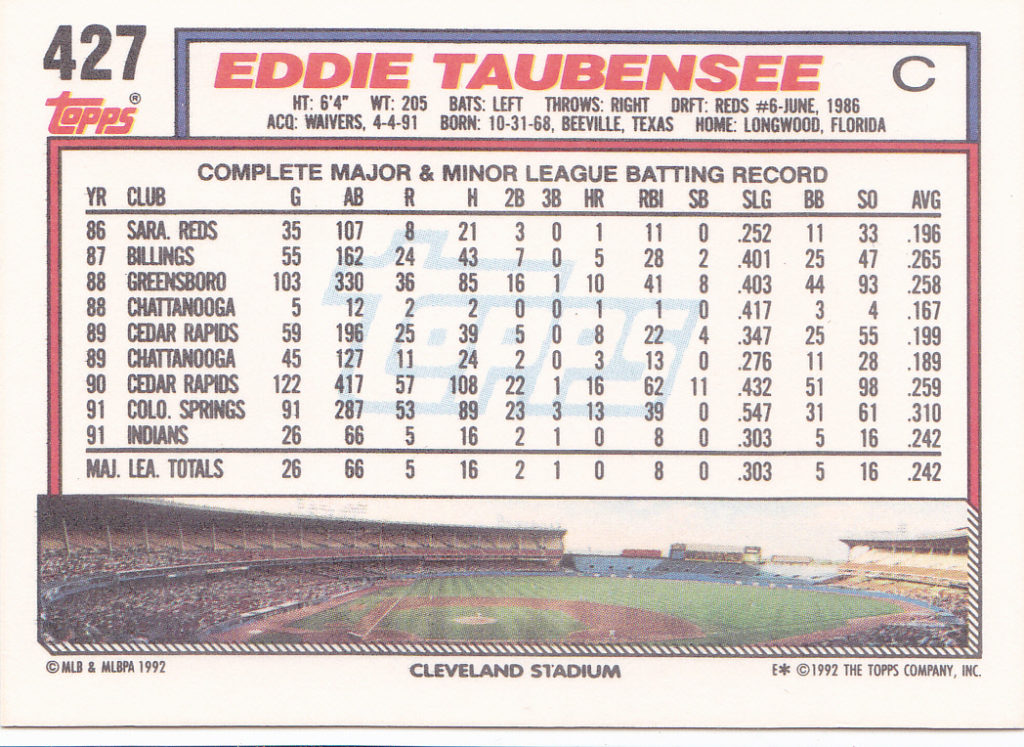 427
topps®
EDDIE TAUBENSEE C
HT: 6'4" WT: 205 BATS: LEFT THROWS: RIGHT DRFT: REDS #6-JUNE, 1986
ACQ: WAIVERS, 4-4-91 BORN: 10-31-68, BEEVILLE, TEXAS HOME: LONGWOOD, FLORIDA
COMPLETE MAJOR & MINOR LEAGUE BATTING RECORD
YR CLUB G AB R H 2B 3B HR RBI SB SLG BB SO AVG
86 SARA. REDS 35 107 8 21 3 0 1 11 0 .252 11 33 .196
87 BILLINGS 55 162 24 43 7 0 5 28 2 .401 25 47 .265
88 GREENSBORO 103 330 36 85 16 1 10 41 8 .403 44 93 .258
88 CHATTANOOGA 5 12 2 2 0 0 1 1 0 .417 3 4 .167
89 CEDAR RAPIDS 59 196 25 39 5 0 8 22 4 .347 25 55 .199
89 CHATTANOOGA 45 127 11 24 2 0 3 13 0 .276 11 28 .189
90 CEDAR RAPIDS 122 417 57 108 22 1 16 62 11 .432 51 98 .259
91 COLO. SPRINGS 91 287 53 89 23 3 13 39 0 .547 31 61 .310
91 INDIANS 26 66 5 16 2 1 0 8 0 .303 5 16 .242
MAJ. LEA. TOTALS 26 66 5 16 2 1 0 8 0 .303 5 16 .242
topps
©MLB & MLBPA 1992 CLEVELAND STADIUM E* ©1992 THE TOPPS COMPANY, INC.